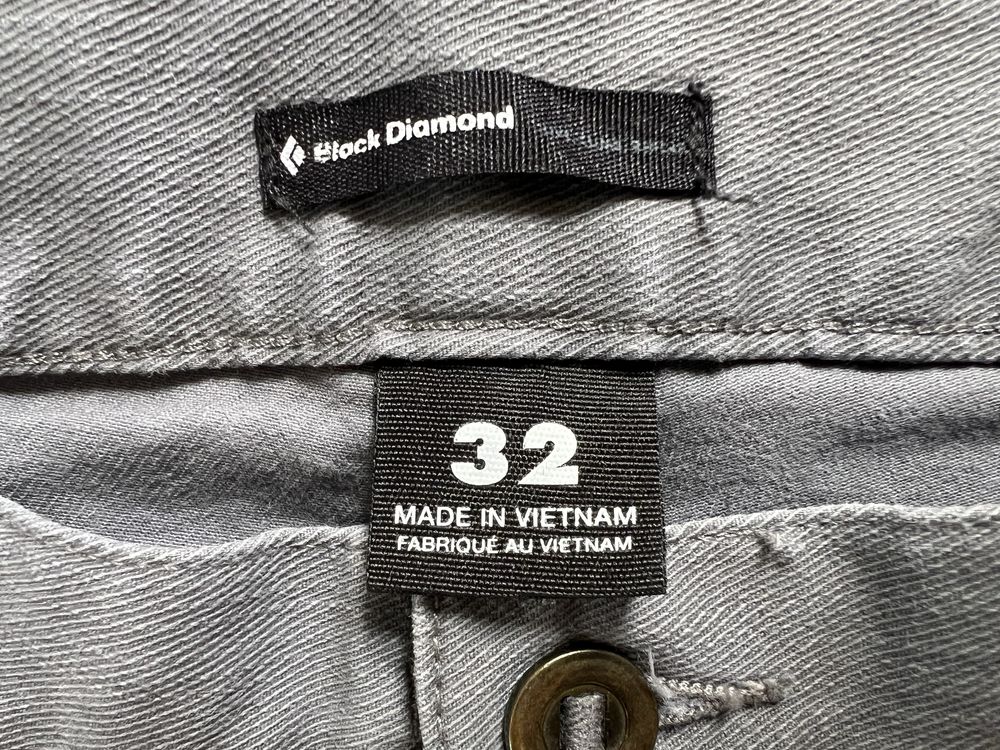 Black Diamond
32
MADE IN VIETNAM
FABRIQUÉ AU VIETNAM